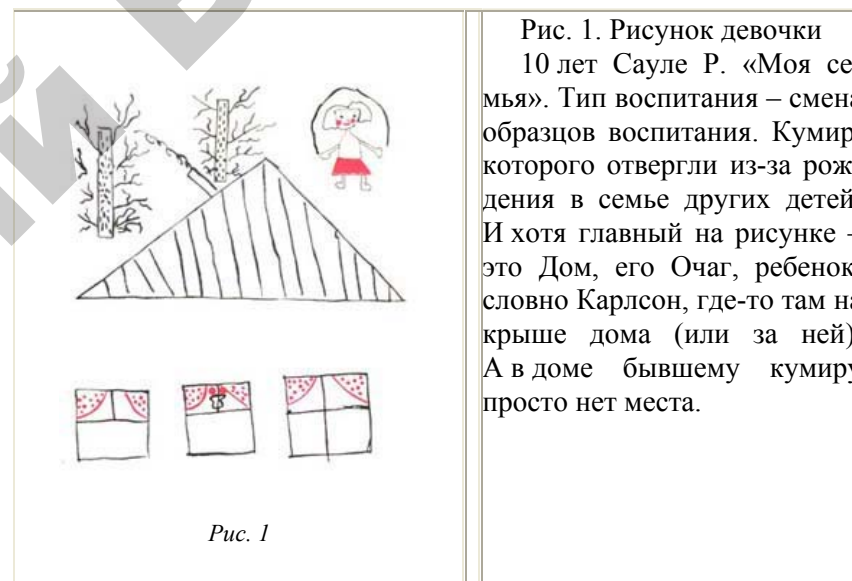 Рис. 1. Рисунок девочки
10 лет Сауле Р. «Моя се
мья». Тип воспитания – смена
образцов воспитания. Кумир
которого отвергли из-за рож
дения в семье других детей
И хотя главный на рисунке –
это Дом, его Очаг, ребенок
словно Карлсон, где-то там на
крыше дома (или за ней)
А в доме бывшему кумиру
просто нет места.
Рис. 1